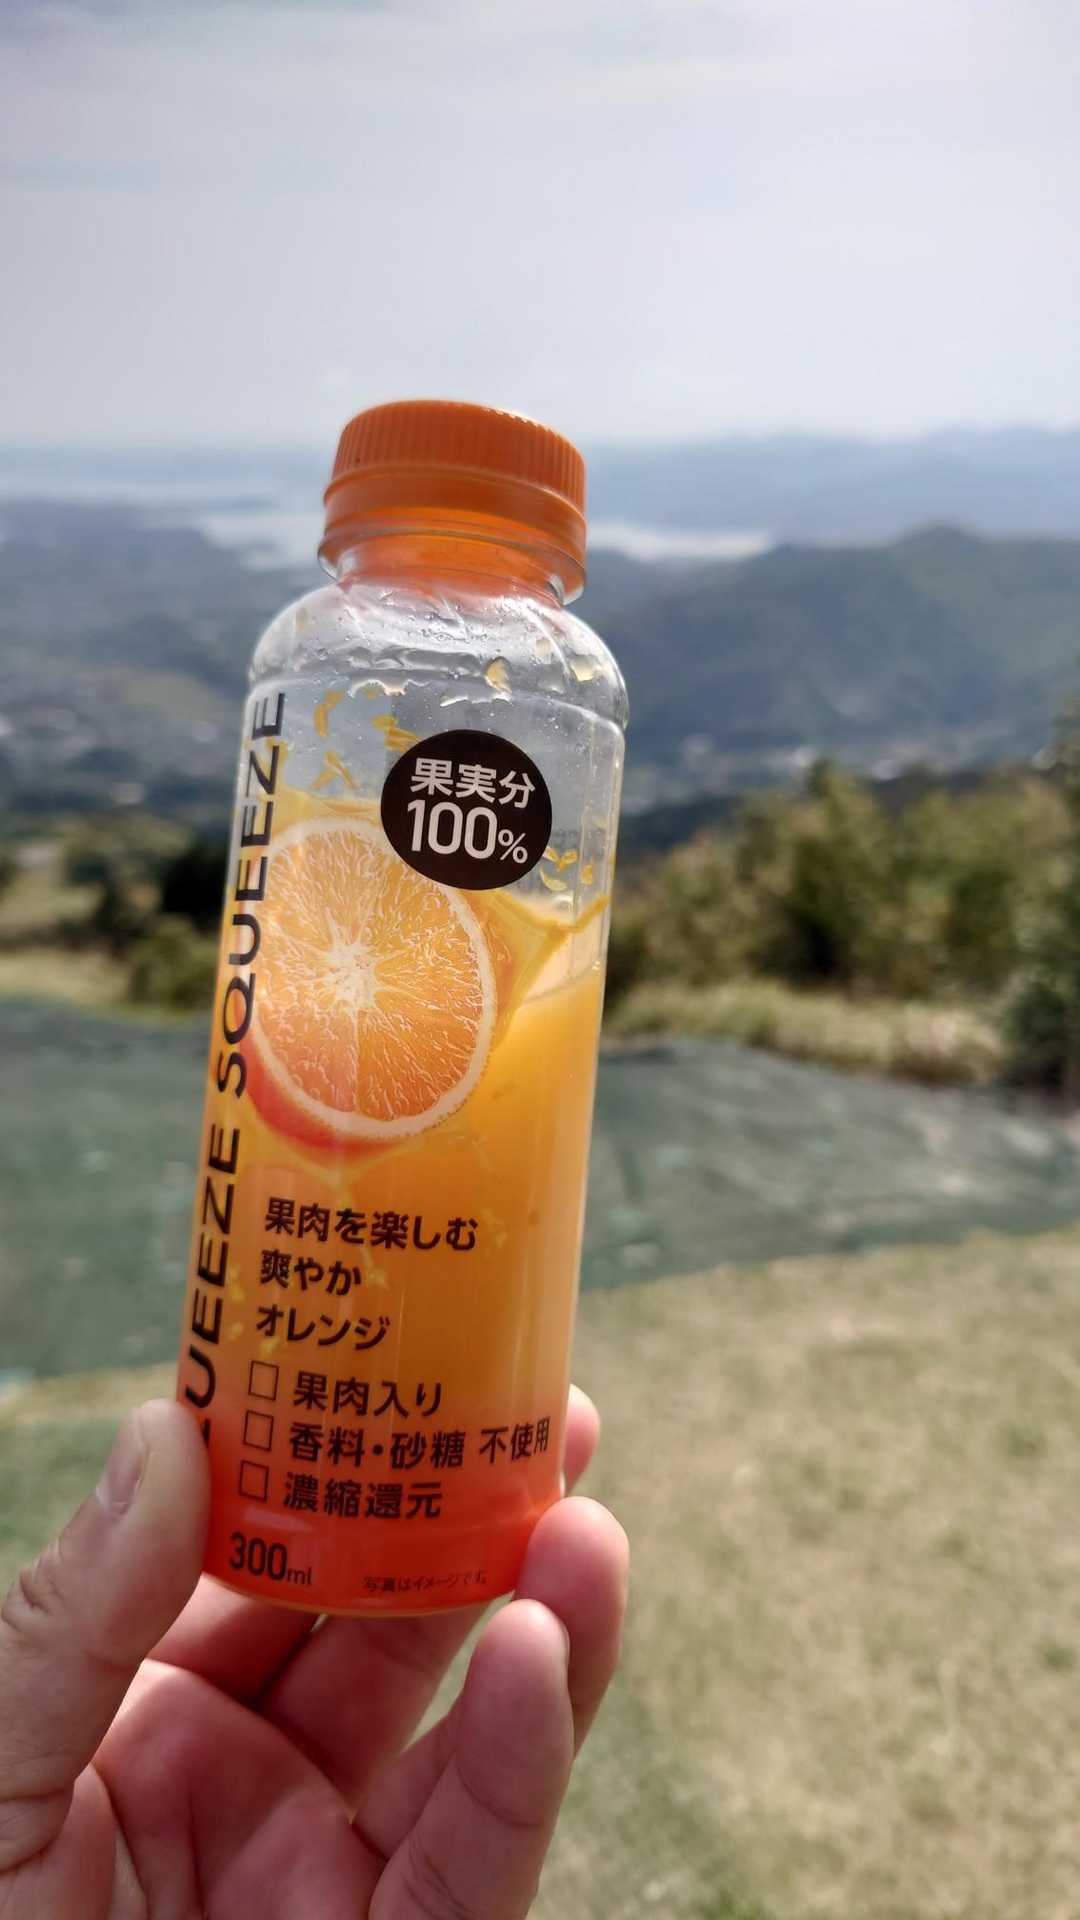 果実分
100%
SQUEEZE
UEEZE
果肉を楽しむ
爽やか
オレンジ
□ 果肉入り
□ 香料・砂糖 不使用
□ 濃縮還元
300ml
写真はイメージです。